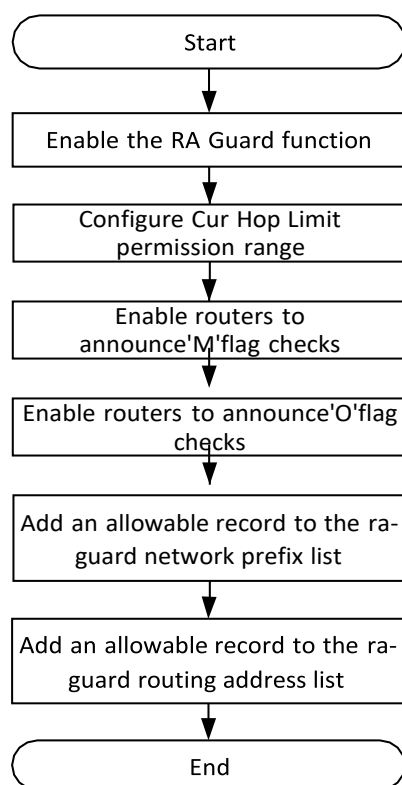 Start
Enable the RA Guard function
Configure Cur Hop Limit
permission range
Enable routers to
announce'M'flag checks
Enable routers to announce'O'flag
checks
Add an allowable record to the ra-
guard network prefix list
Add an allowable record to the ra-
guard routing address list
End